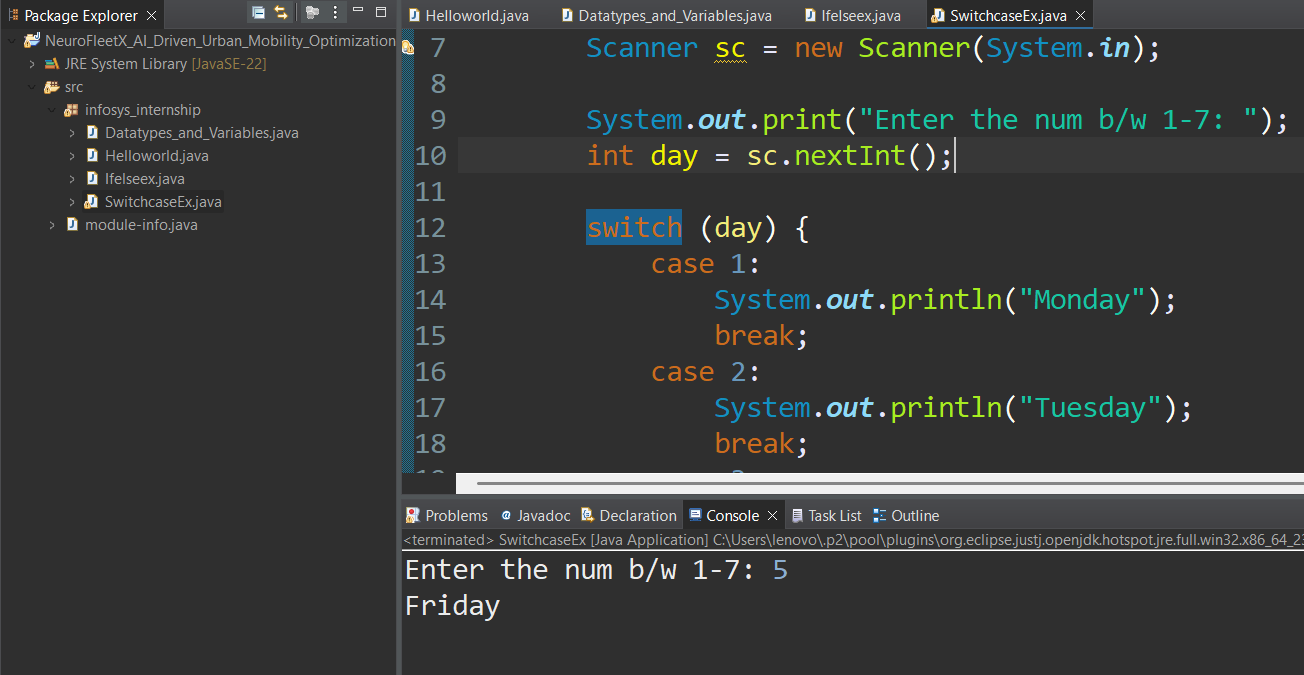 Package Explorer
NeuroFleetX_AI_Driven_Urban_Mobility_Optimization
JRE System Library [JavaSE-22]
src
infosys_internship
Datatypes_and_Variables.java
Helloworld.java
Ifelseex.java
SwitchcaseEx.java
module-info.java
Helloworld.java Datatypes_and_Variables.java Ifelseex.java SwitchcaseEx.java
7 Scanner sc = new Scanner(System.in);
8
9 System.out.print("Enter the num b/w 1-7: ");
10 int day = sc.nextInt();
11
12 switch (day) {
13 case 1:
14 System.out.println("Monday");
15 break;
16 case 2:
17 System.out.println("Tuesday");
18 break;
Problems Javadoc Declaration Console Task List Outline
<terminated> SwitchcaseEx [Java Application] C:\Users\lenovo\.p2\pool\plugins\org.eclipse.justj.openjdk.hotspot.jre.full.win32.x86_64_23
Enter the num b/w 1-7: 5
Friday